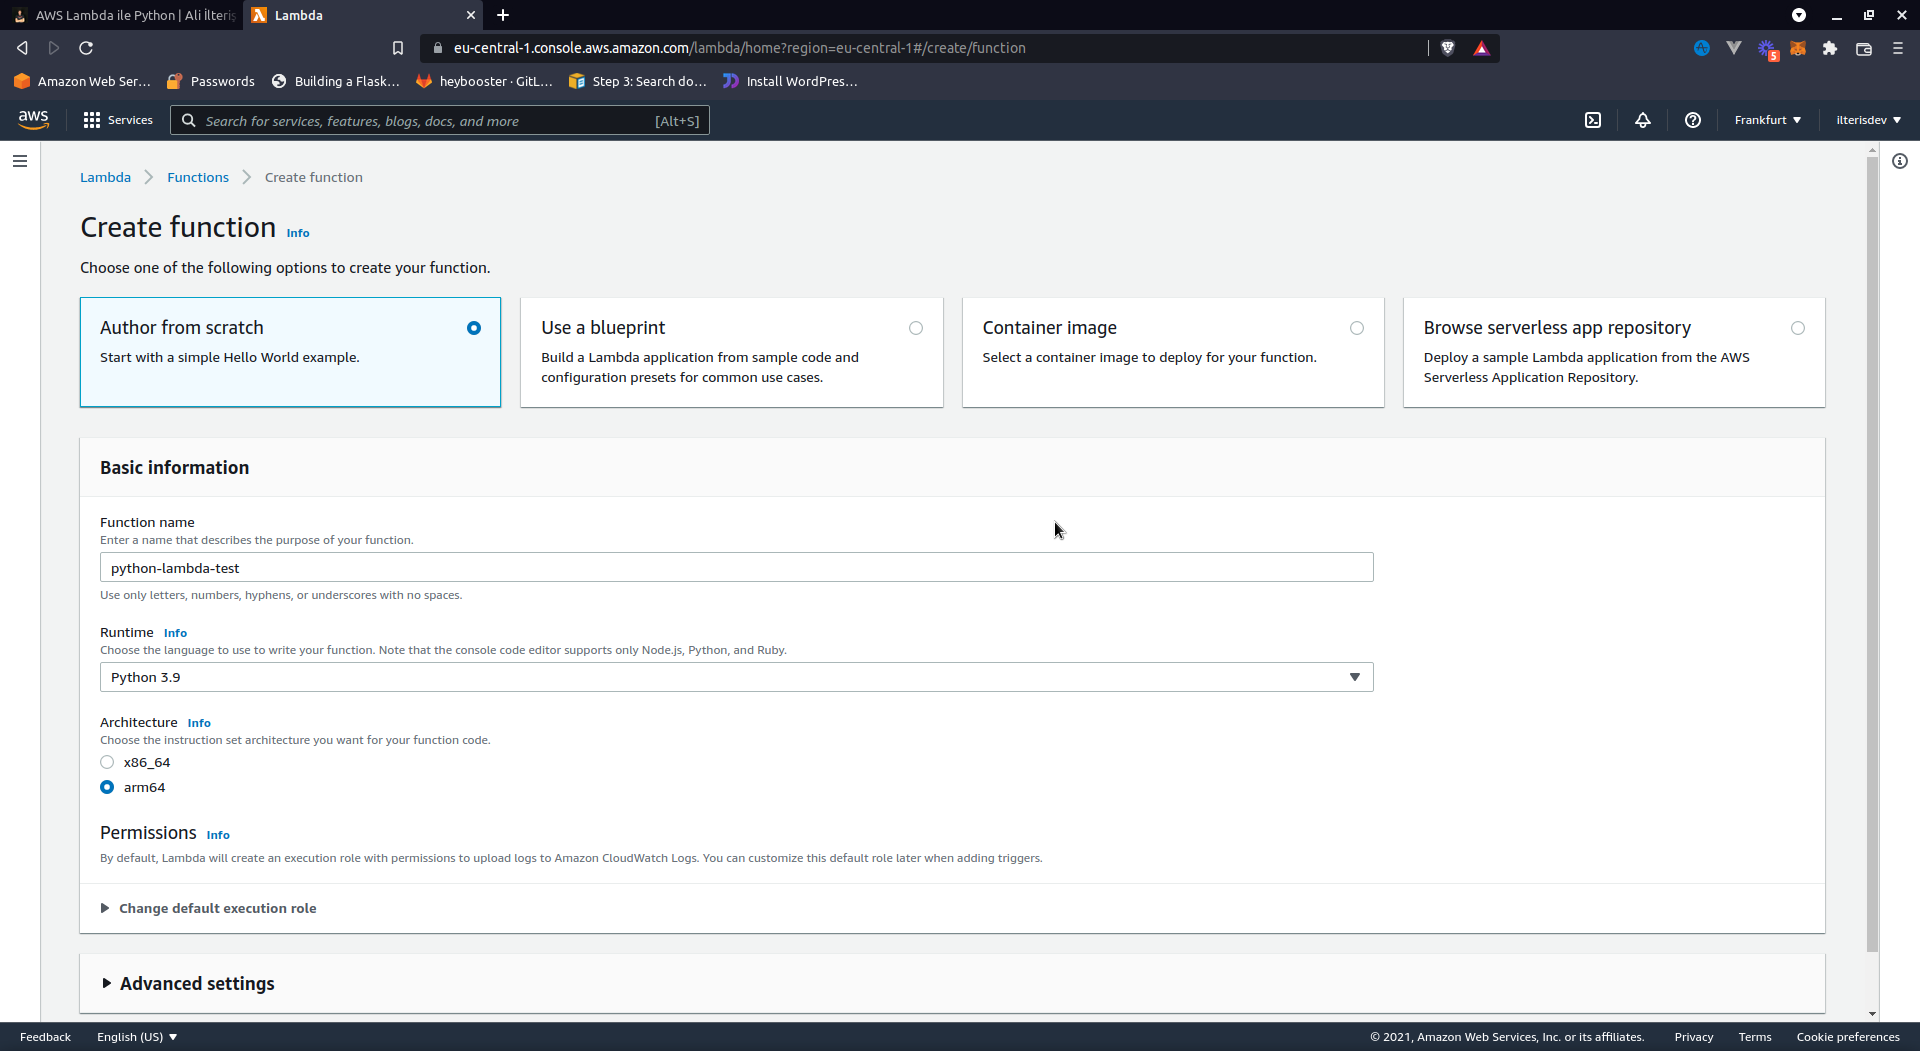 AWS Lambda ile Python | Ali İlteriş
Lambda
eu-central-1.console.aws.amazon.com/lambda/home?region=eu-central-1#/create/function
5
Amazon Web Ser...
Passwords
Building a Flask...
heybooster · GitL...
Step 3: Search do...
Install WordPres...
aws
Services
Search for services, features, blogs, docs, and more
[Alt+S]
Frankfurt
ilterisdev
Lambda
Functions
Create function
Create function Info
Choose one of the following options to create your function.
Author from scratch
Start with a simple Hello World example.
Use a blueprint
Build a Lambda application from sample code and
configuration presets for common use cases.
Container image
Select a container image to deploy for your function.
Browse serverless app repository
Deploy a sample Lambda application from the AWS
Serverless Application Repository.
Basic information
Function name
Enter a name that describes the purpose of your function.
python-lambda-test
Use only letters, numbers, hyphens, or underscores with no spaces.
Runtime Info
Choose the language to use to write your function. Note that the console code editor supports only Node.js, Python, and Ruby.
Python 3.9
Architecture Info
Choose the instruction set architecture you want for your function code.
x86_64
arm64
Permissions Info
By default, Lambda will create an execution role with permissions to upload logs to Amazon CloudWatch Logs. You can customize this default role later when adding triggers.
Change default execution role
Advanced settings
Feedback
English (US)
© 2021, Amazon Web Services, Inc. or its affiliates.
Privacy
Terms
Cookie preferences